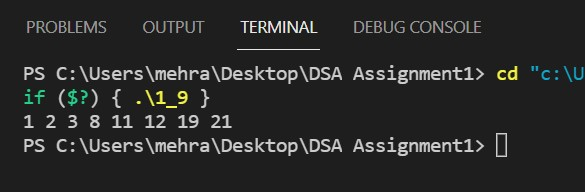 PROBLEMS OUTPUT TERMINAL DEBUG CONSOLE
PS C:\Users\mehra\Desktop\DSA Assignment1> cd "c:\U
if ($?) { .\1_9 }
1 2 3 8 11 12 19 21
PS C:\Users\mehra\Desktop\DSA Assignment1>